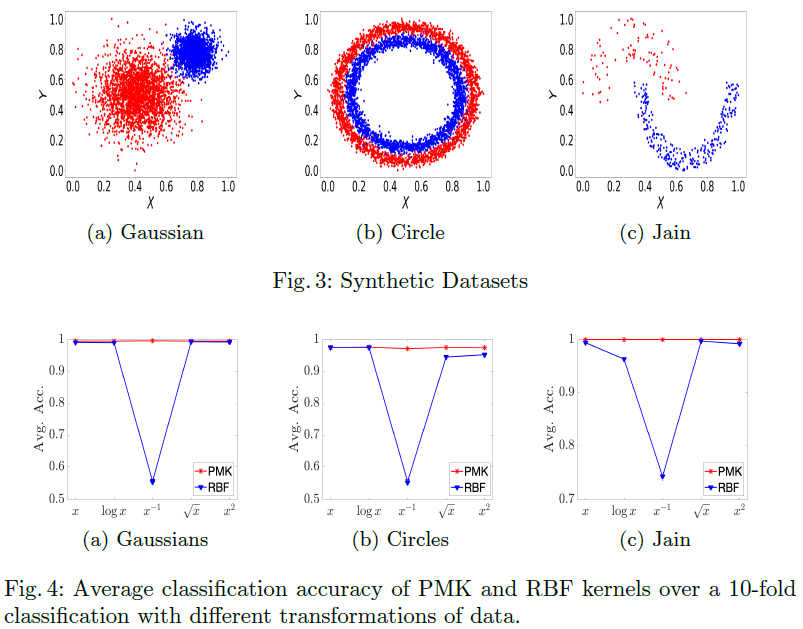 1.0
0.8
0.6
0.4
0.2
0.0
Y
0.0 0.2 0.4 0.6 0.8 1.0
X
(a) Gaussian
1.0
0.8
0.6
0.4
0.2
0.0
Y
0.0 0.2 0.4 0.6 0.8 1.0
X
(b) Circle
1.0
0.8
0.6
0.4
0.2
0.0
Y
0.0 0.2 0.4 0.6 0.8 1.0
X
(c) Jain
Fig. 3: Synthetic Datasets
1
0.9
0.8
0.7
0.6
0.5
Avg. Acc.
PMK
RBF
x log x x⁻¹ √x x²
(a) Gaussians
1
0.9
0.8
0.7
0.6
0.5
Avg. Acc.
PMK
RBF
x log x x⁻¹ √x x²
(b) Circles
1
0.9
0.8
0.7
Avg. Acc.
PMK
RBF
x log x x⁻¹ √x x²
(c) Jain
Fig. 4: Average classification accuracy of PMK and RBF kernels over a 10-fold
classification with different transformations of data.